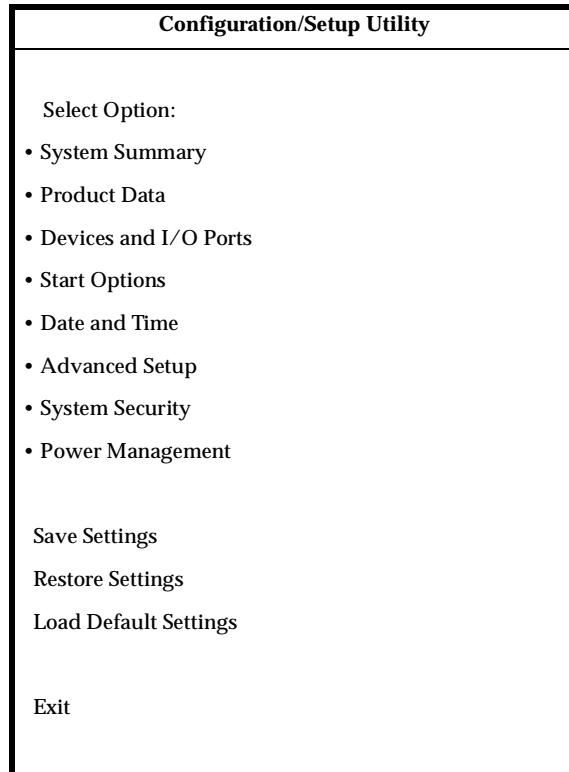 Configuration/Setup Utility
Select Option:
• System Summary
• Product Data
• Devices and I/O Ports
• Start Options
• Date and Time
• Advanced Setup
• System Security
• Power Management
Save Settings
Restore Settings
Load Default Settings
Exit